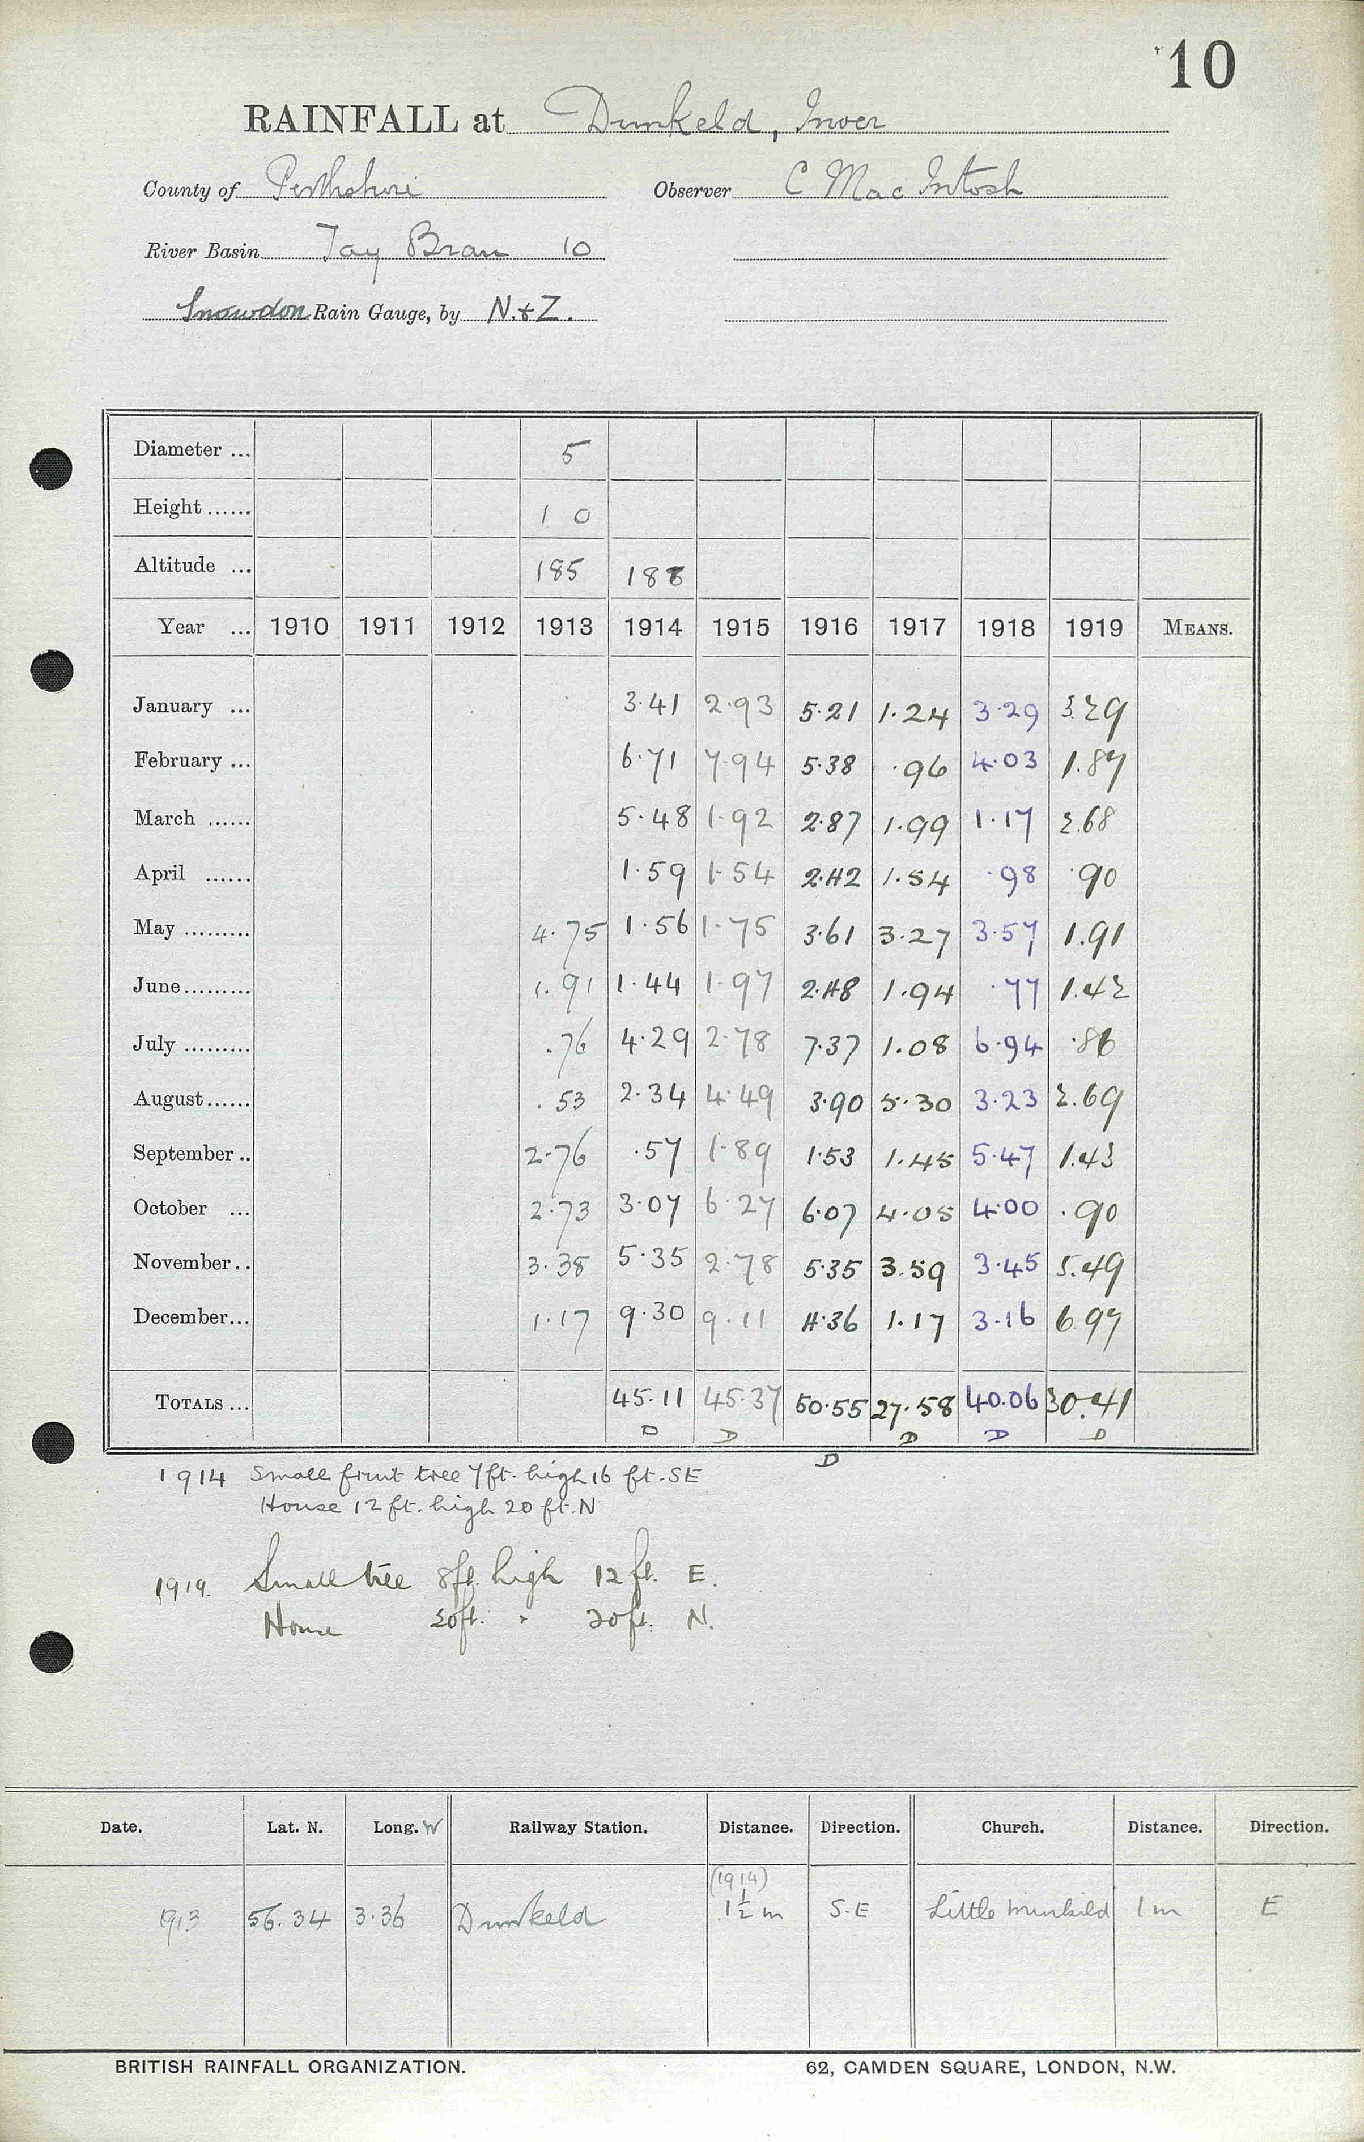 10
RAINFALL at Dunkeld, Inver
County of Perthshire Observer C MacIntosh
River Basin Tay Bran 10
Snowdon Rain Gauge, by N. & Z.
Diameter ... 5
Height ...... 1 0
Altitude ... 185 188
Year ... 1910 1911 1912 1913 1914 1915 1916 1917 1918 1919 MEANS.
January ... 3.41 2.93 5.21 1.24 3.29 3.29
February ... 6.71 7.94 5.38 .96 4.03 1.87
March ...... 5.48 1.92 2.87 1.99 1.17 2.68
April ...... 1.59 1.54 2.42 1.54 .98 .90
May ......... 4.75 1.56 1.75 3.61 3.27 3.57 1.91
June......... 1.91 1.44 1.97 2.48 1.94 .77 1.42
July ......... .76 4.29 2.78 7.37 1.08 6.94 .86
August...... .53 2.34 4.49 3.90 5.30 3.23 2.69
September .. 2.76 .57 1.89 1.53 1.45 5.47 1.43
October ... 2.73 3.07 6.27 6.07 4.05 4.00 .90
November .. 3.38 5.35 2.78 5.35 3.59 3.45 5.49
December... 1.17 9.30 9.11 4.36 1.17 3.16 6.97
TOTALS ... 45.11 45.37 50.55 27.58 40.06 30.41
D D D D D D
1914 Small fruit tree 7ft. high 16 ft. SE
House 12 ft. high 20 ft. N
1919 Small tree 8ft. high 12 ft. E.
House 20ft. " 20ft. N.
Date. Lat. N. Long. W Railway Station. Distance. Direction. Church. Distance. Direction.
(1914)
1913 56.34 3.36 Dunkeld 1½ m S.E Little 1 m E
BRITISH RAINFALL ORGANIZATION. 62, CAMDEN SQUARE, LONDON, N.W.